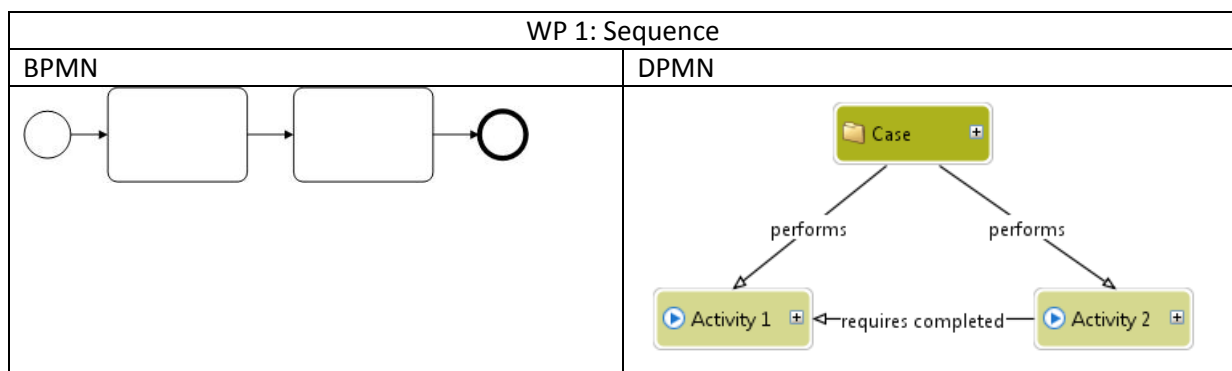 WP 1: Sequence
BPMN
DPMN
Case
performs
performs
Activity 1
requires completed
Activity 2